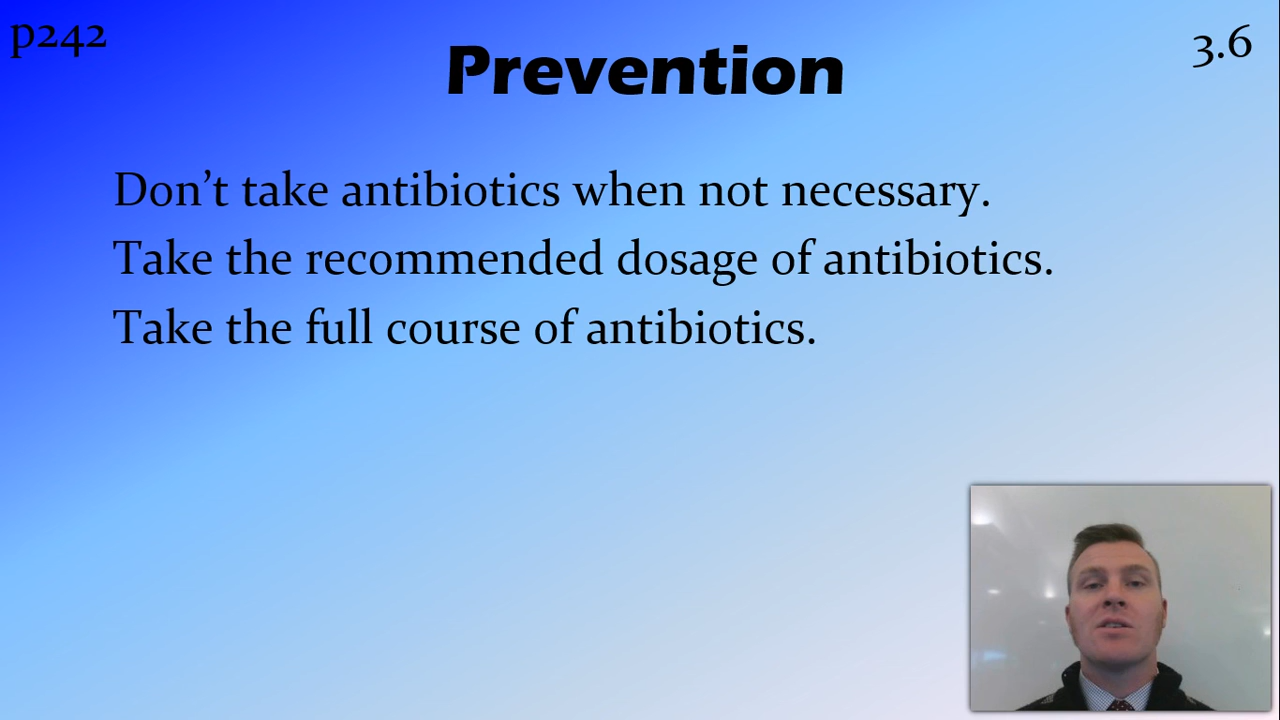 p242
Prevention
3.6
Don’t take antibiotics when not necessary.
Take the recommended dosage of antibiotics.
Take the full course of antibiotics.